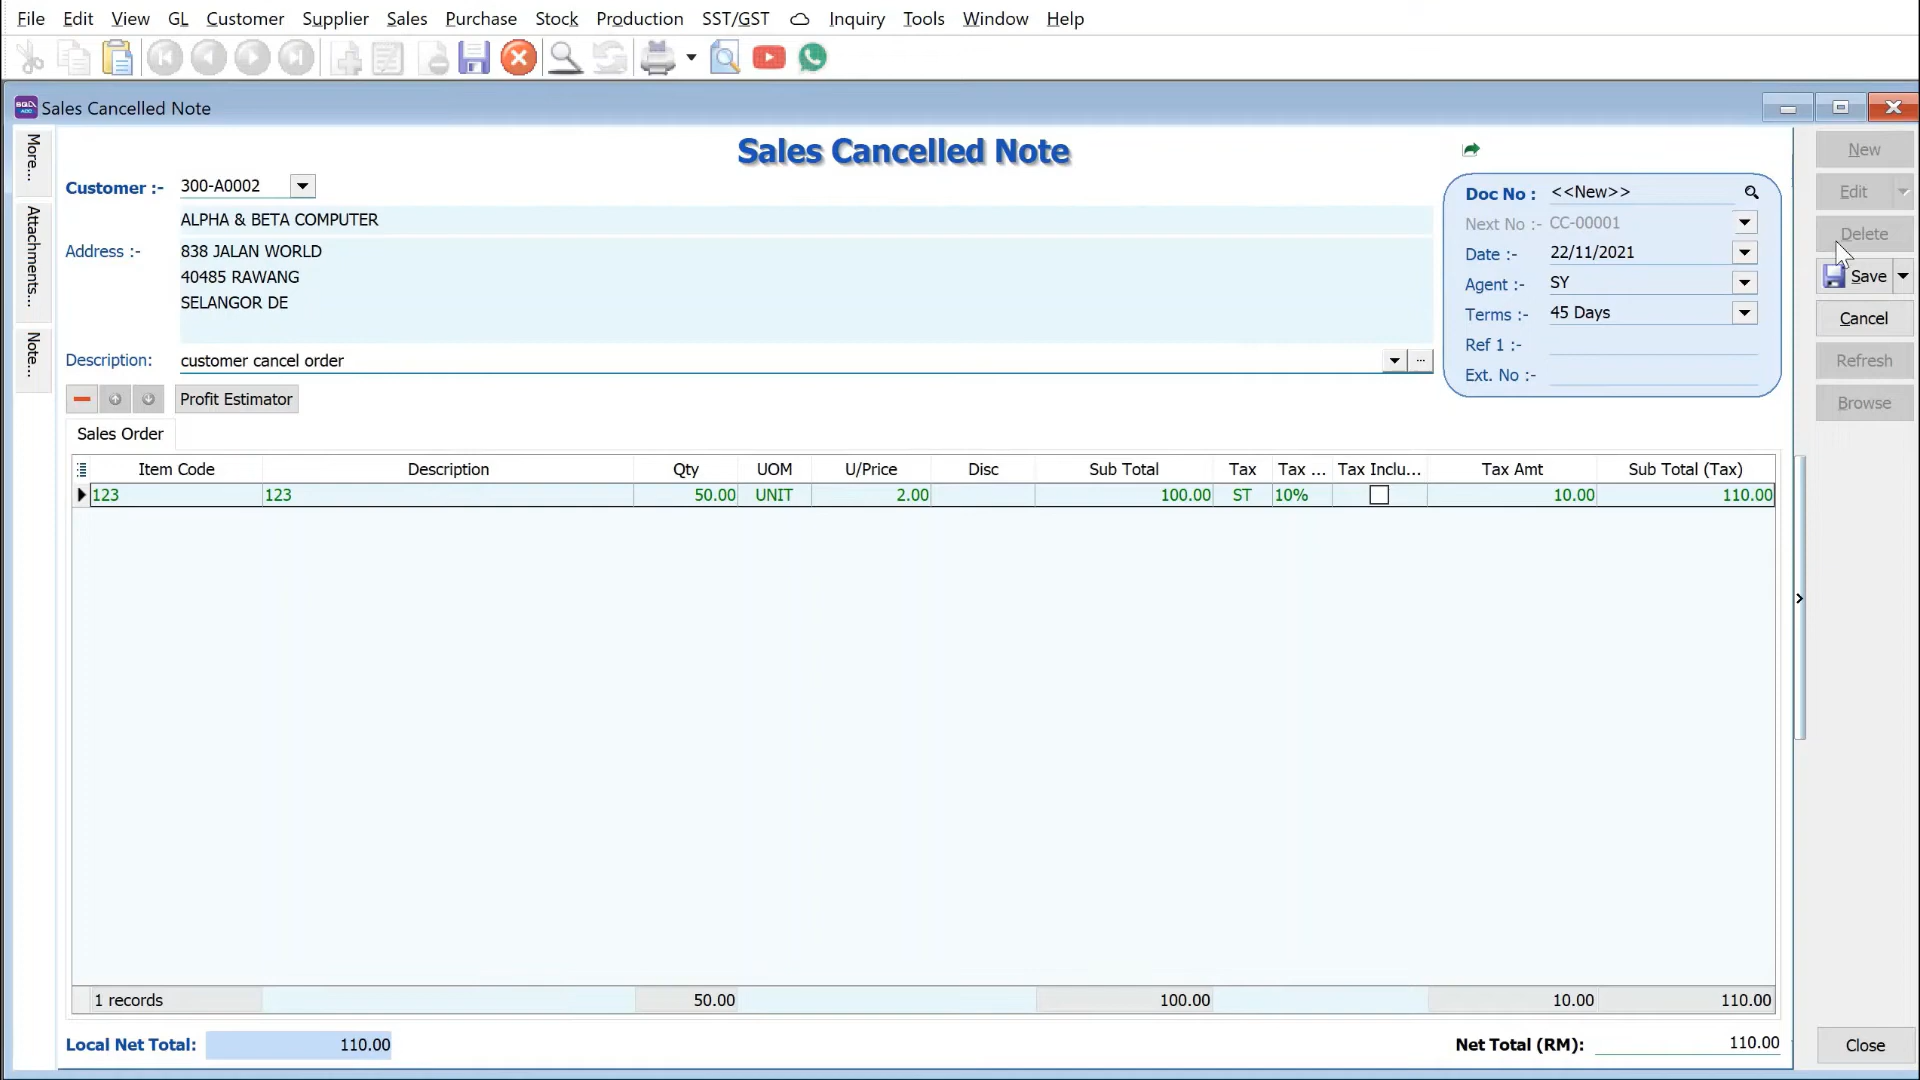 File Edit View GL Customer Supplier Sales Purchase Stock Production SST/GST Inquiry Tools Window Help
Sales Cancelled Note
More...
Attachments...
Note...
Sales Cancelled Note
Customer :- 300-A0002
ALPHA & BETA COMPUTER
Address :- 838 JALAN WORLD
40485 RAWANG
SELANGOR DE
Description: customer cancel order
Doc No : <<New>>
Next No :- CC-00001
Date :- 22/11/2021
Agent :- SY
Terms :- 45 Days
Ref 1 :-
Ext. No :-
New
Edit
Delete
Save
Cancel
Refresh
Browse
Profit Estimator
Sales Order
Item Code Description Qty UOM U/Price Disc Sub Total Tax Tax ... Tax Inclu... Tax Amt Sub Total (Tax)
123 123 50.00 UNIT 2.00 100.00 ST 10% 10.00 110.00
1 records 50.00 100.00 10.00 110.00
Local Net Total: 110.00
Net Total (RM): 110.00
Close